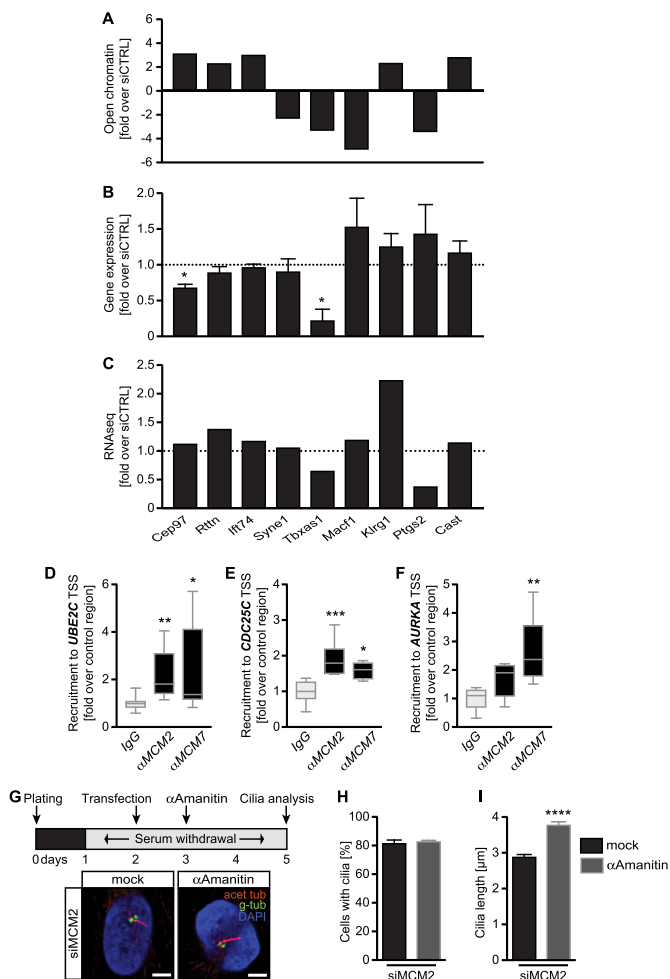 A
Open chromatin
[fold over siCTRL]
6
4
2
0
-2
-4
-6
B
Gene expression
[fold over siCTRL]
2.0
1.5
1.0
0.5
0
*
*
C
RNAseq
[fold over siCTRL]
2.5
2.0
1.5
1.0
0.5
0
Cep97
Rttn
Ift74
Syne1
Tbxas1
Macf1
Klrg1
Ptgs2
Cast
D
Recruitment to UBE2C TSS
[fold over control region]
6
4
2
0
**
*
IgG
αMCM2
αMCM7
E
Recruitment to CDC25C TSS
[fold over control region]
4
3
2
1
0
***
*
IgG
αMCM2
αMCM7
F
Recruitment to AURKA TSS
[fold over control region]
5
4
3
2
1
0
**
IgG
αMCM2
αMCM7
G
Plating
Transfection
αAmanitin
Cilia analysis
Serum withdrawal
0 days
1
2
3
4
5
mock
αAmanitin
siMCM2
acet tub
g-tub
DAPI
H
Cells with cilia [%]
100
80
60
40
20
0
siMCM2
I
Cilia length [µm]
4
3
2
1
0
****
siMCM2
mock
αAmanitin